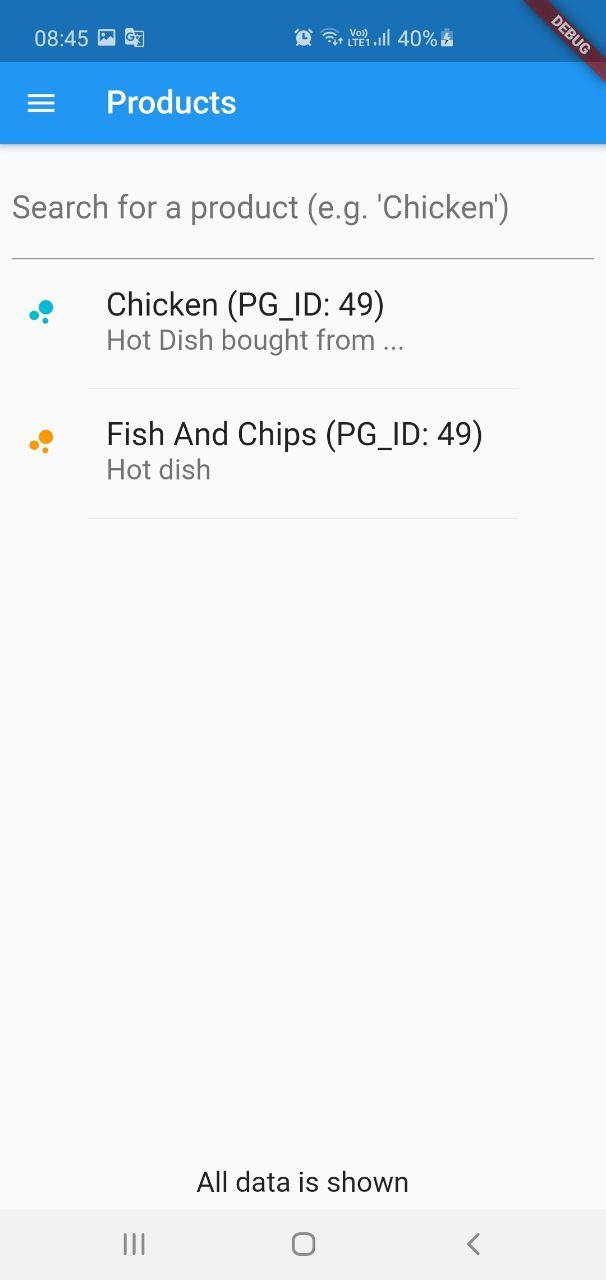 08:45
Vo)) LTE1 40%
DEBUG
Products
Search for a product (e.g. 'Chicken')
Chicken (PG_ID: 49)
Hot Dish bought from ...
Fish And Chips (PG_ID: 49)
Hot dish
All data is shown